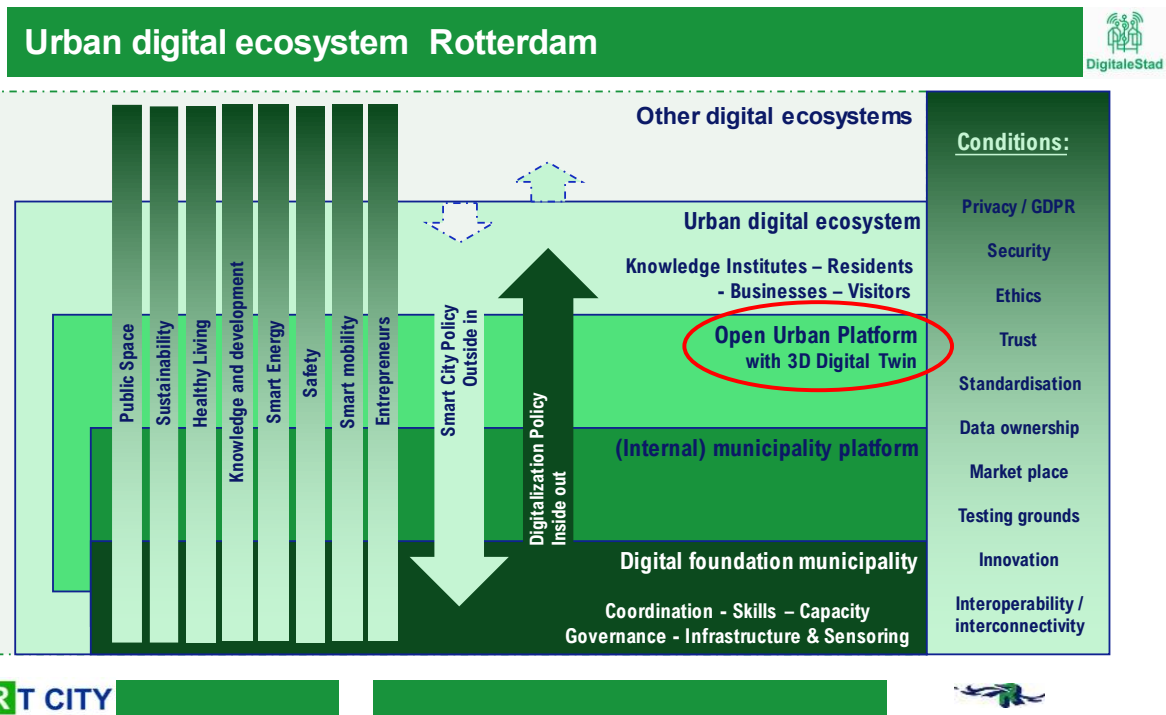 Urban digital ecosystem Rotterdam
DigitaleStad
Other digital ecosystems
Urban digital ecosystem
Knowledge Institutes – Residents
- Businesses – Visitors
Open Urban Platform
with 3D Digital Twin
(Internal) municipality platform
Digital foundation municipality
Coordination - Skills – Capacity
Governance - Infrastructure & Sensoring
Public Space
Sustainability
Healthy Living
Knowledge and development
Smart Energy
Safety
Smart mobility
Entrepreneurs
Smart City Policy
Outside in
Digitalization Policy
Inside out
Conditions:
Privacy / GDPR
Security
Ethics
Trust
Standardisation
Data ownership
Market place
Testing grounds
Innovation
Interoperability /
interconnectivity
RT CITY